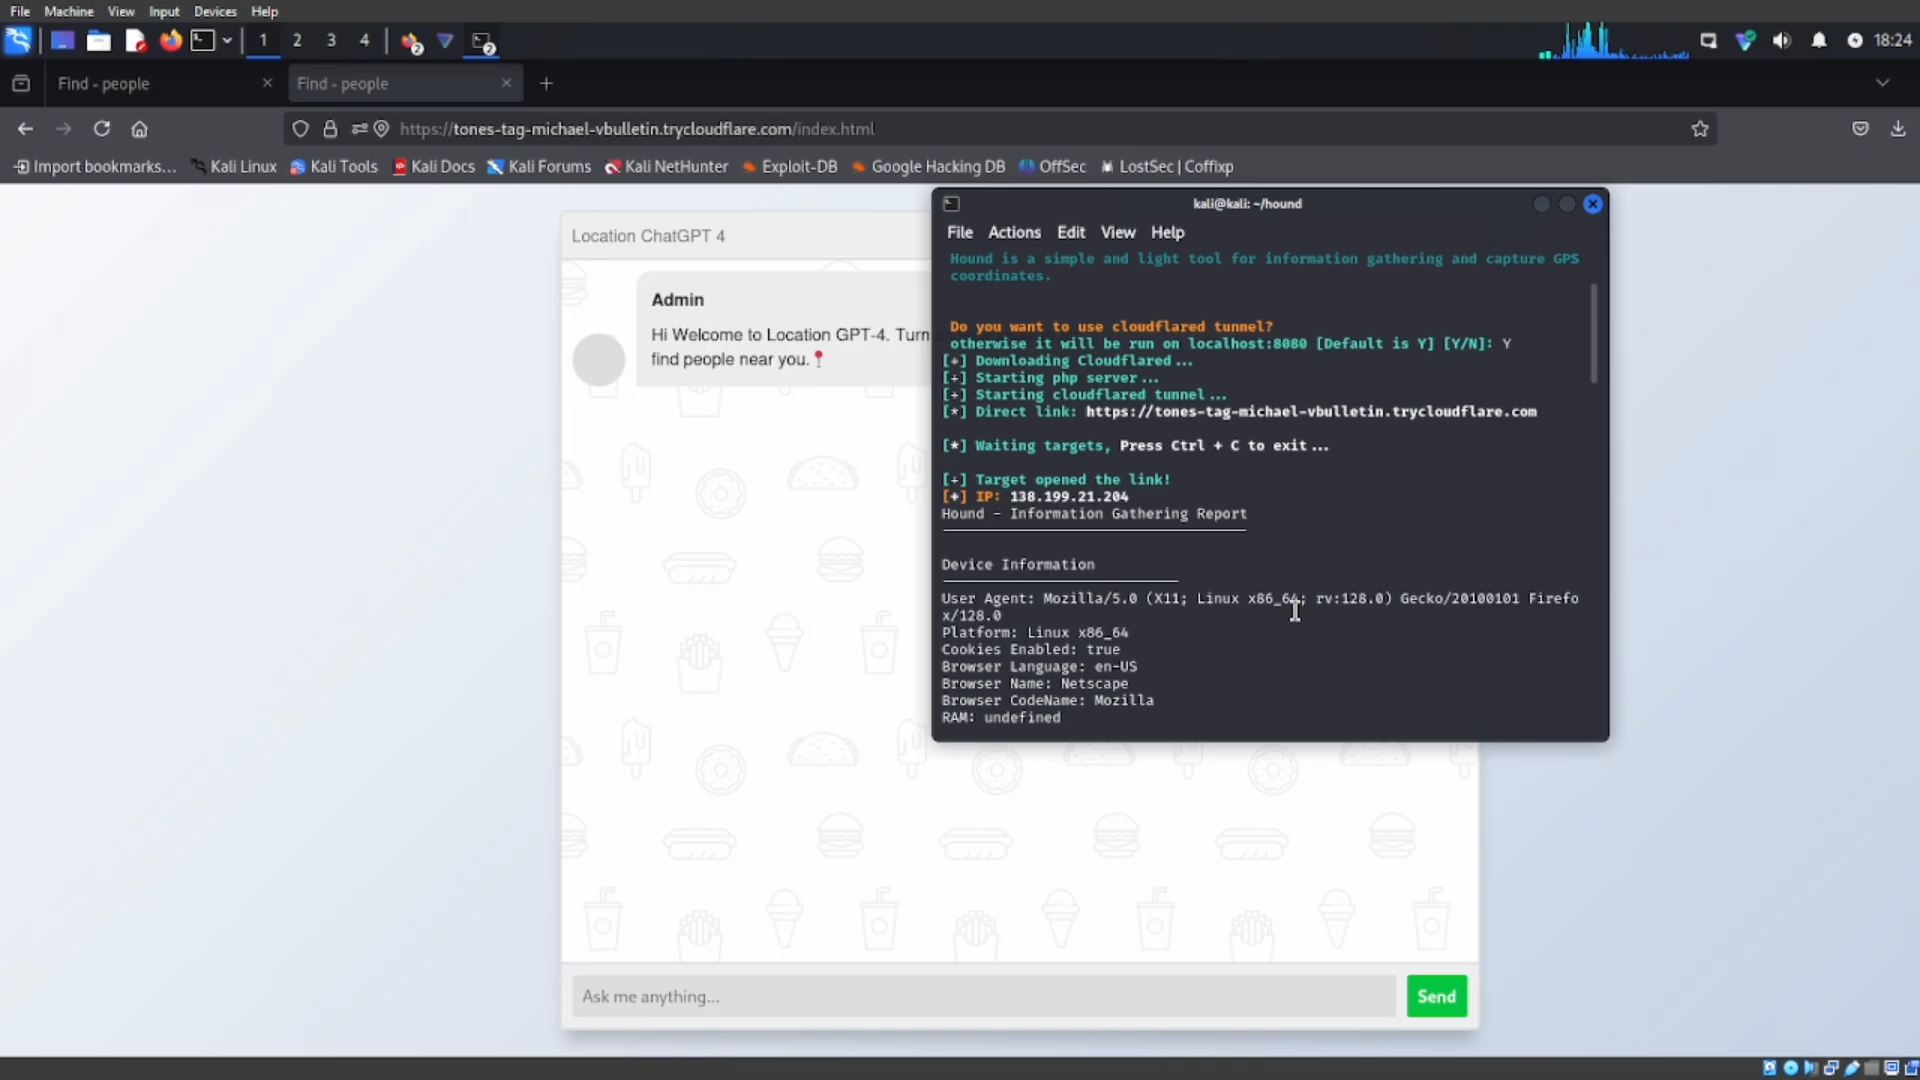 File Machine View Input Devices Help
1 2 3 4 2 2 18:24
Find - people Find - people
https://tones-tag-michael-vbulletin.trycloudflare.com/index.html
Import bookmarks... Kali Linux Kali Tools Kali Docs Kali Forums Kali NetHunter Exploit-DB Google Hacking DB OffSec LostSec | Coffixp
Location ChatGPT 4
Admin
Hi Welcome to Location GPT-4. Turn
find people near you.
Ask me anything...
Send
kali@kali: ~/hound
File Actions Edit View Help
Hound is a simple and light tool for information gathering and capture GPS
coordinates.
Do you want to use cloudflared tunnel?
otherwise it will be run on localhost:8080 [Default is Y] [Y/N]: Y
[+] Downloading Cloudflared...
[+] Starting php server...
[+] Starting cloudflared tunnel...
[*] Direct link: https://tones-tag-michael-vbulletin.trycloudflare.com
[*] Waiting targets, Press Ctrl + C to exit...
[+] Target opened the link!
[+] IP: 138.199.21.204
Hound - Information Gathering Report
Device Information
User Agent: Mozilla/5.0 (X11; Linux x86_64; rv:128.0) Gecko/20100101 Firefo
x/128.0
Platform: Linux x86_64
Cookies Enabled: true
Browser Language: en-US
Browser Name: Netscape
Browser CodeName: Mozilla
RAM: undefined